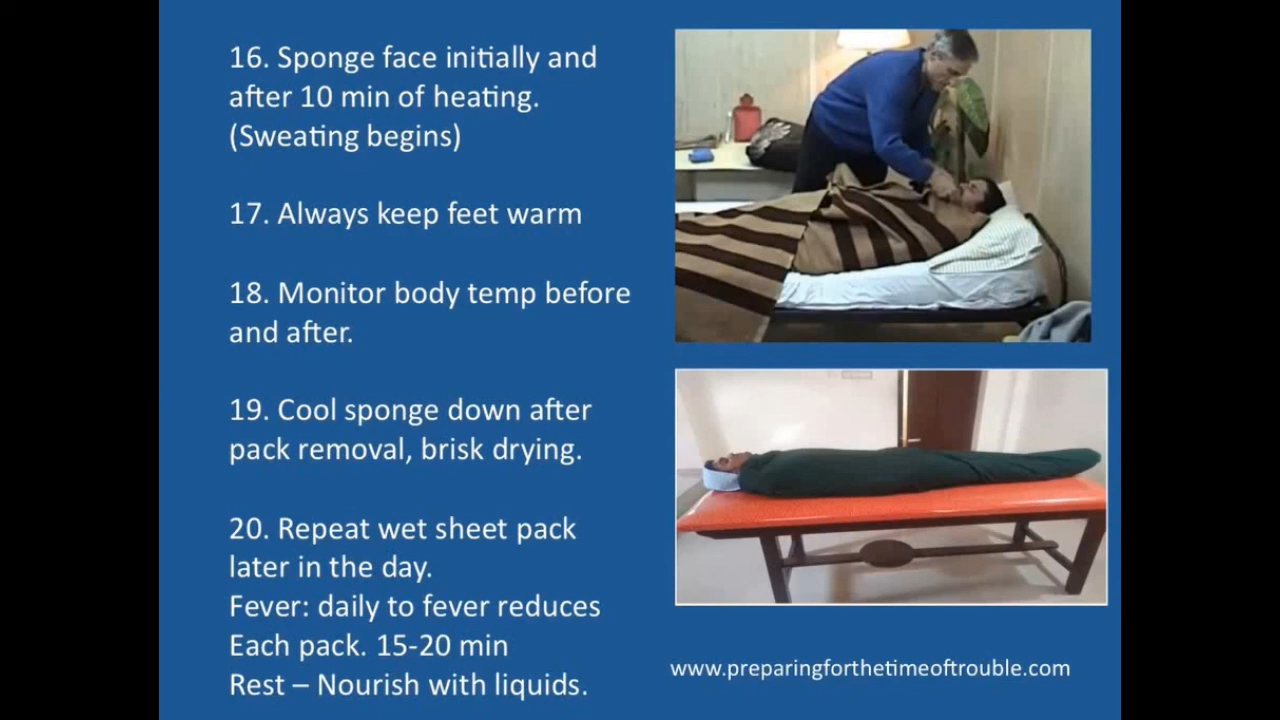 16. Sponge face initially and
after 10 min of heating.
(Sweating begins)
17. Always keep feet warm
18. Monitor body temp before
and after.
19. Cool sponge down after
pack removal, brisk drying.
20. Repeat wet sheet pack
later in the day.
Fever: daily to fever reduces
Each pack. 15-20 min
Rest – Nourish with liquids.
www.preparingforthetimeoftrouble.com